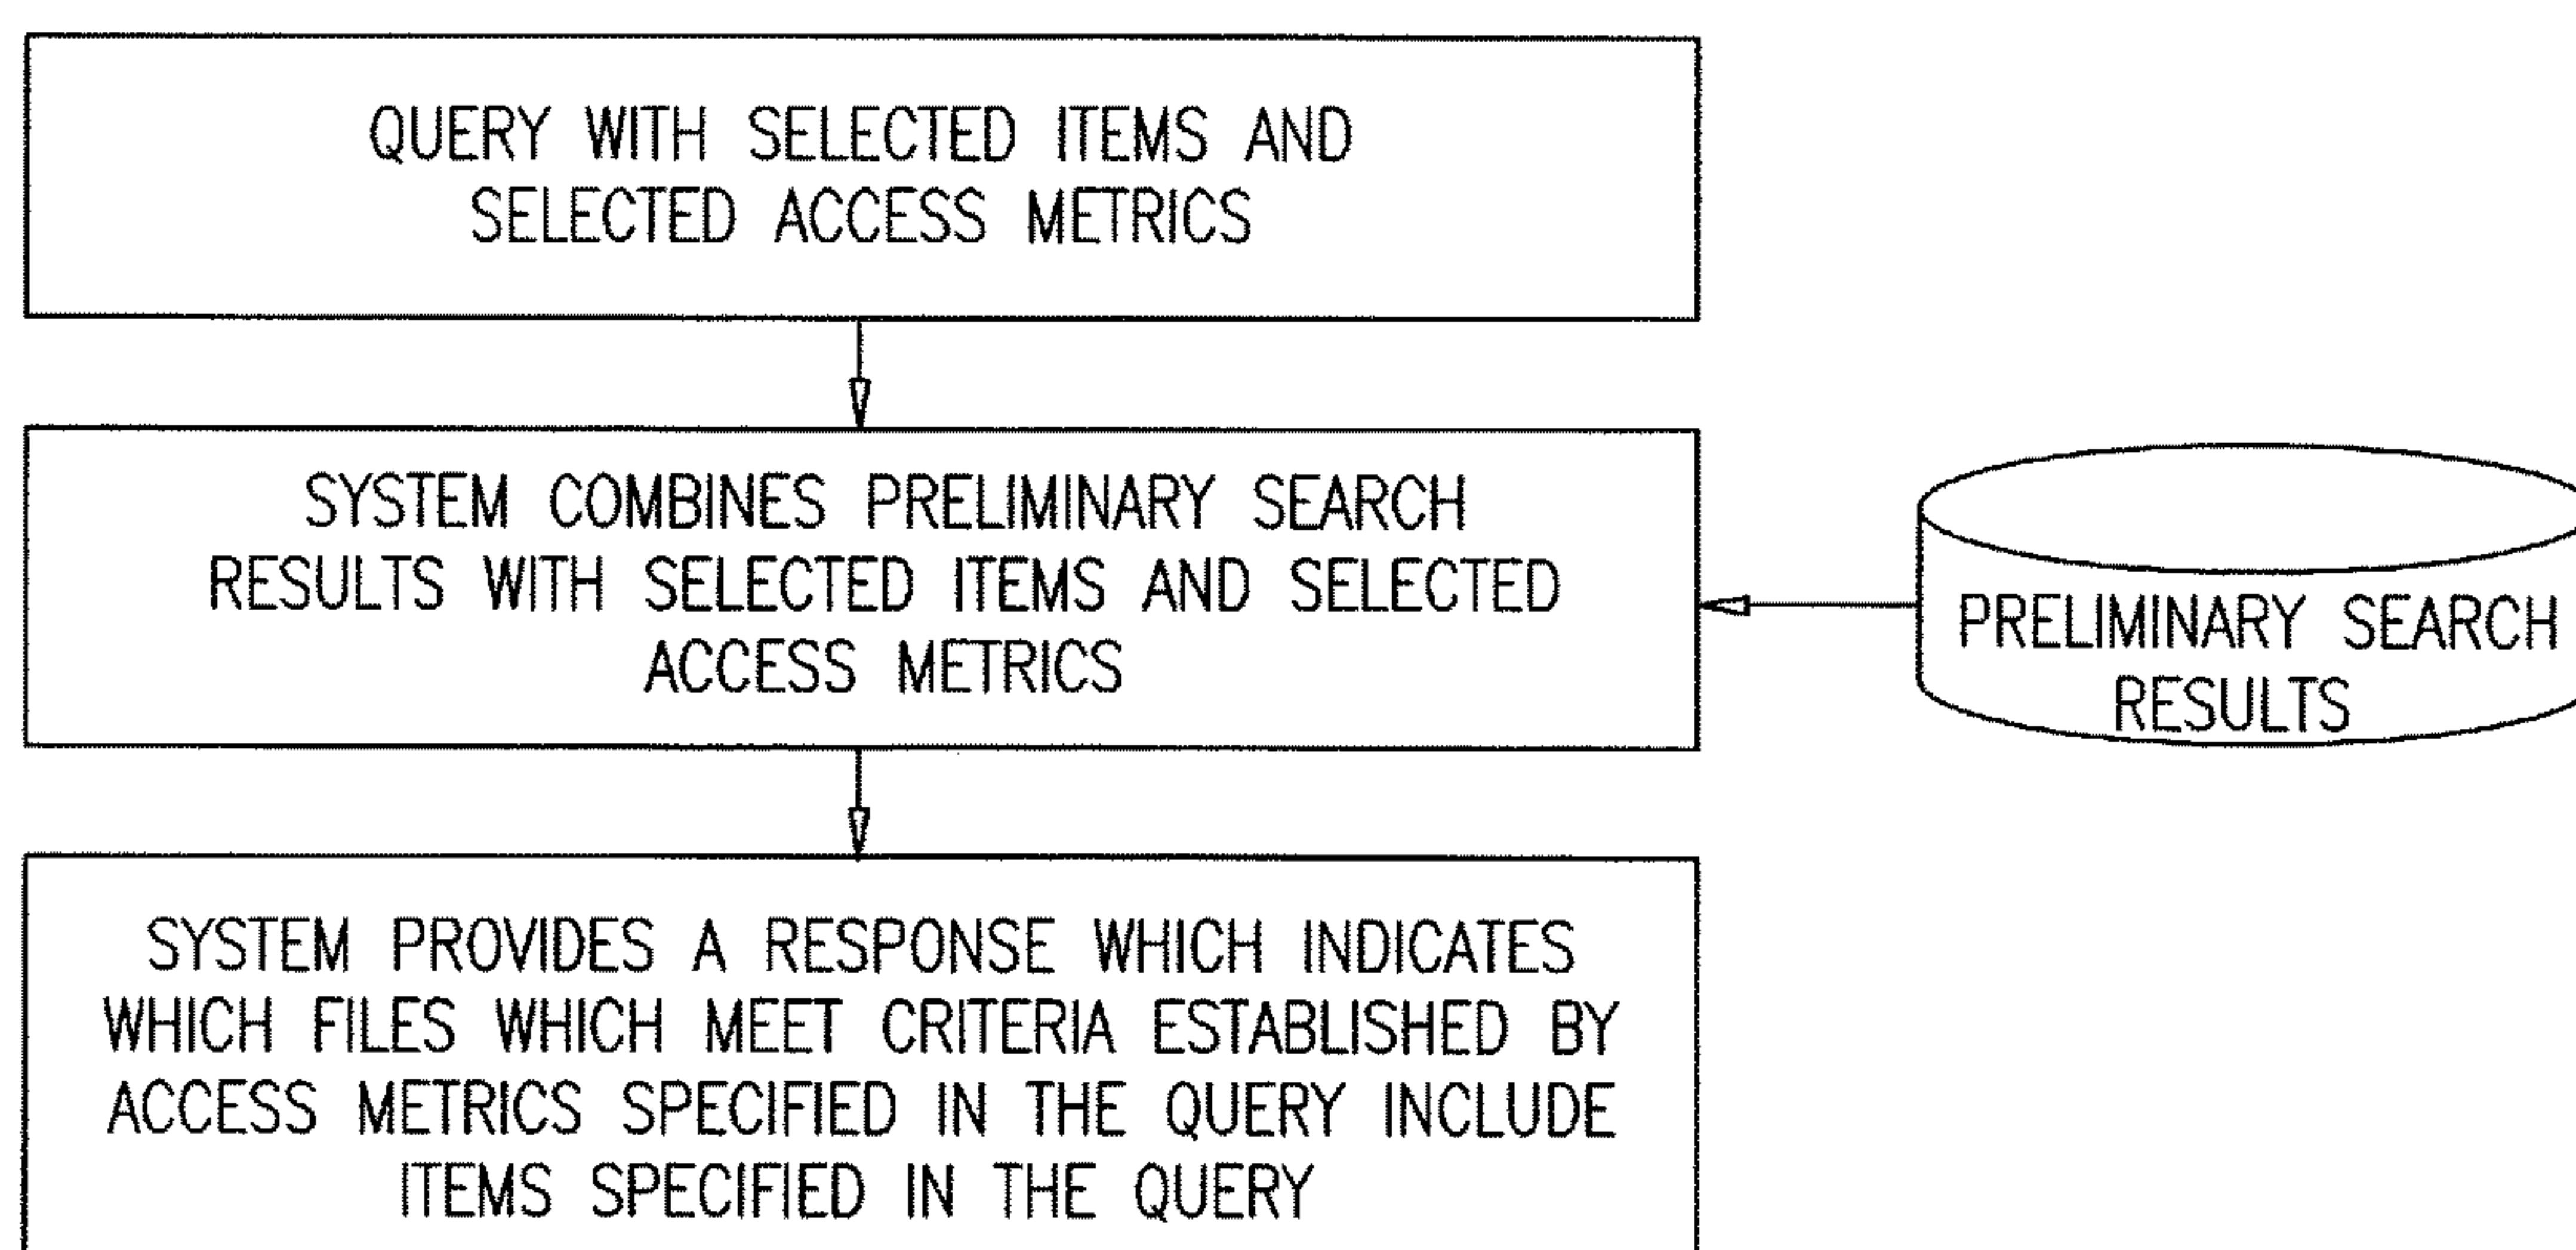 QUERY WITH SELECTED ITEMS AND
SELECTED ACCESS METRICS
SYSTEM COMBINES PRELIMINARY SEARCH
RESULTS WITH SELECTED ITEMS AND SELECTED
ACCESS METRICS
PRELIMINARY SEARCH
RESULTS
SYSTEM PROVIDES A RESPONSE WHICH INDICATES
WHICH FILES WHICH MEET CRITERIA ESTABLISHED BY
ACCESS METRICS SPECIFIED IN THE QUERY INCLUDE
ITEMS SPECIFIED IN THE QUERY